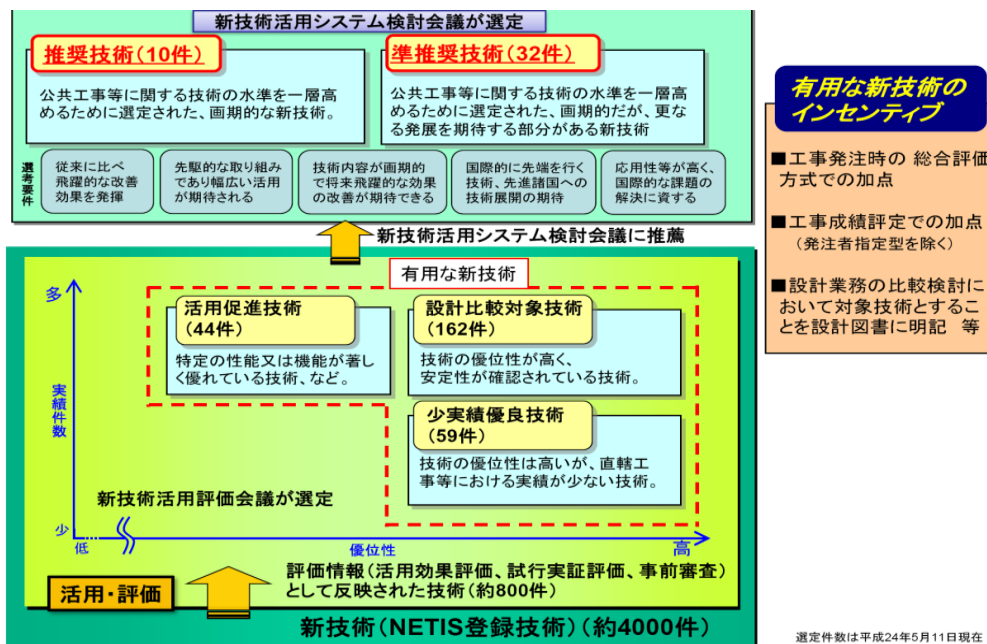 新技術活用システム検討会議が選定
推奨技術(10件)
公共工事等に関する技術の水準を一層高
めるために選定された、画期的な新技術。
準推奨技術(32件)
公共工事等に関する技術の水準を一層高
めるために選定された、画期的だが、更な
る発展を期待する部分がある新技術
選考要件
従来に比べ
飛躍的な改善
効果を発揮
先駆的な取り組み
であり幅広い活用
が期待される
技術内容が画期的
で将来飛躍的な効果
の改善が期待できる
国際的に先端を行く
技術、先進諸国への
技術展開の期待
応用性等が高く、
国際的な課題の
解決に資する
新技術活用システム検討会議に推薦
有用な新技術
多
実績件数
少
低
優位性
高
活用促進技術
(44件)
特定の性能又は機能が著し
く優れている技術、など。
設計比較対象技術
(162件)
技術の優位性が高く、
安定性が確認されている技術。
少実績優良技術
(59件)
技術の優位性は高いが、直轄工
事等における実績が少ない技術。
新技術活用評価会議が選定
活用・評価
評価情報(活用効果評価、試行実証評価、事前審査)
として反映された技術(約800件)
新技術(NETIS登録技術)(約4000件)
有用な新技術の
インセンティブ
■工事発注時の 総合評価
方式での加点
■工事成績評定での加点
(発注者指定型を除く)
■設計業務の比較検討に
おいて対象技術とするこ
とを設計図書に明記 等
選定件数は平成24年5月11日現在